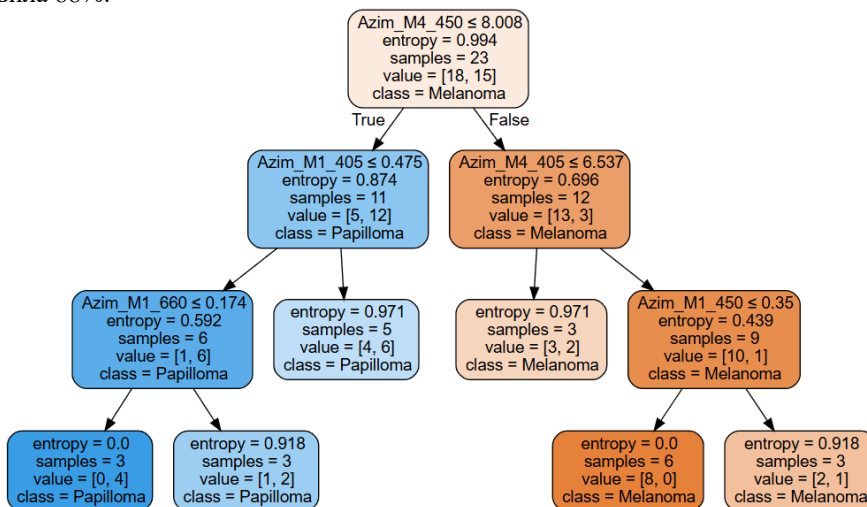 88%.
Azim_M4_450 ≤ 8.008
entropy = 0.994
samples = 23
value = [18, 15]
class = Melanoma
True
False
Azim_M1_405 ≤ 0.475
entropy = 0.874
samples = 11
value = [5, 12]
class = Papilloma
Azim_M4_405 ≤ 6.537
entropy = 0.696
samples = 12
value = [13, 3]
class = Melanoma
Azim_M1_660 ≤ 0.174
entropy = 0.592
samples = 6
value = [1, 6]
class = Papilloma
entropy = 0.971
samples = 5
value = [4, 6]
class = Papilloma
entropy = 0.971
samples = 3
value = [3, 2]
class = Melanoma
Azim_M1_450 ≤ 0.35
entropy = 0.439
samples = 9
value = [10, 1]
class = Melanoma
entropy = 0.0
samples = 3
value = [0, 4]
class = Papilloma
entropy = 0.918
samples = 3
value = [1, 2]
class = Papilloma
entropy = 0.0
samples = 6
value = [8, 0]
class = Melanoma
entropy = 0.918
samples = 3
value = [2, 1]
class = Melanoma